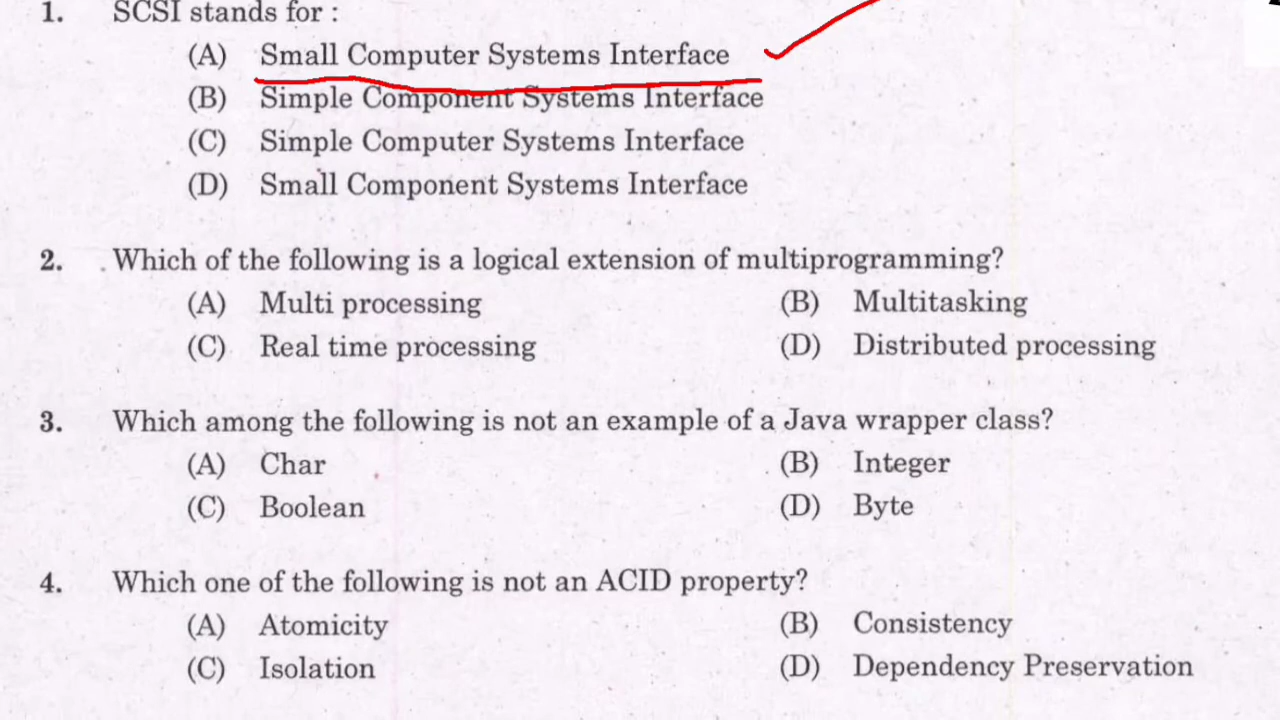 1. SCSI stands for :
(A) Small Computer Systems Interface
(B) Simple Component Systems Interface
(C) Simple Computer Systems Interface
(D) Small Component Systems Interface
2. Which of the following is a logical extension of multiprogramming?
(A) Multi processing (B) Multitasking
(C) Real time processing (D) Distributed processing
3. Which among the following is not an example of a Java wrapper class?
(A) Char (B) Integer
(C) Boolean (D) Byte
4. Which one of the following is not an ACID property?
(A) Atomicity (B) Consistency
(C) Isolation (D) Dependency Preservation